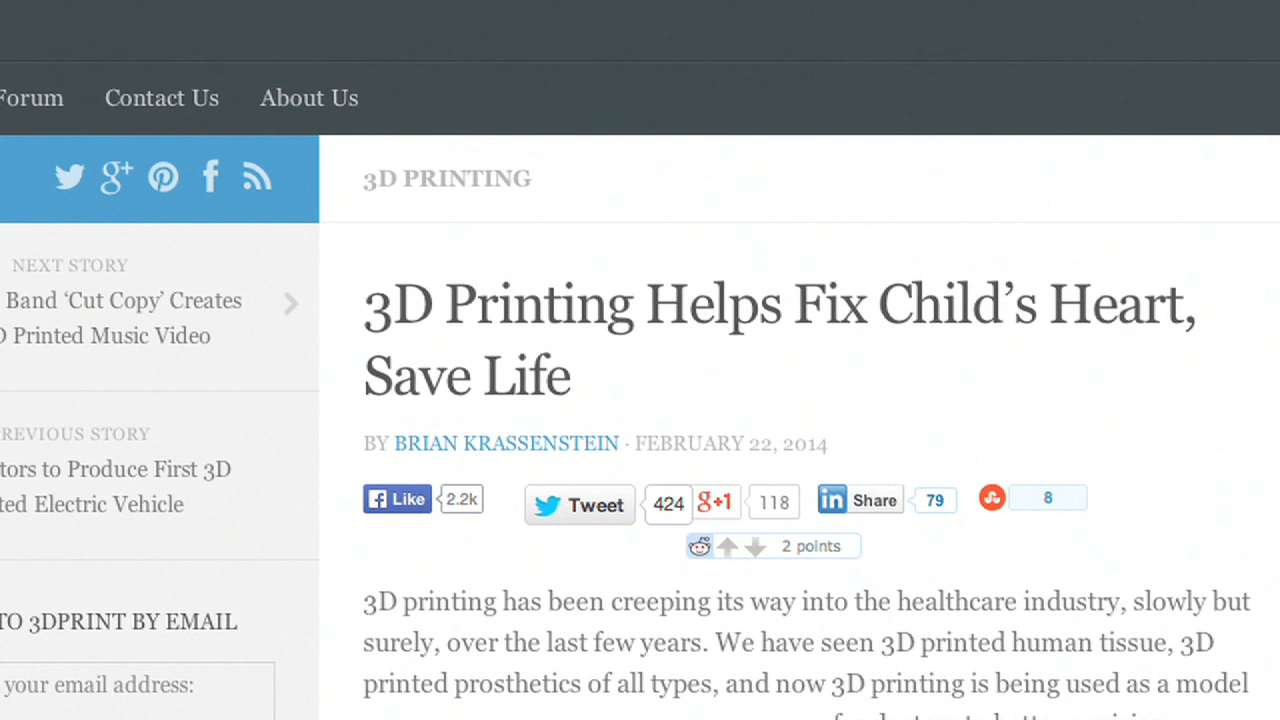 Forum Contact Us About Us
3D PRINTING
NEXT STORY
Band ‘Cut Copy’ Creates
Printed Music Video
PREVIOUS STORY
to Produce First 3D
Electric Vehicle
TO 3DPRINT BY EMAIL
your email address:
3D Printing Helps Fix Child’s Heart,
Save Life
BY BRIAN KRASSENSTEIN · FEBRUARY 22, 2014
Like 2.2k Tweet 424 g+1 118 in Share 79 8
2 points
3D printing has been creeping its way into the healthcare industry, slowly but
surely, over the last few years. We have seen 3D printed human tissue, 3D
printed prosthetics of all types, and now 3D printing is being used as a model